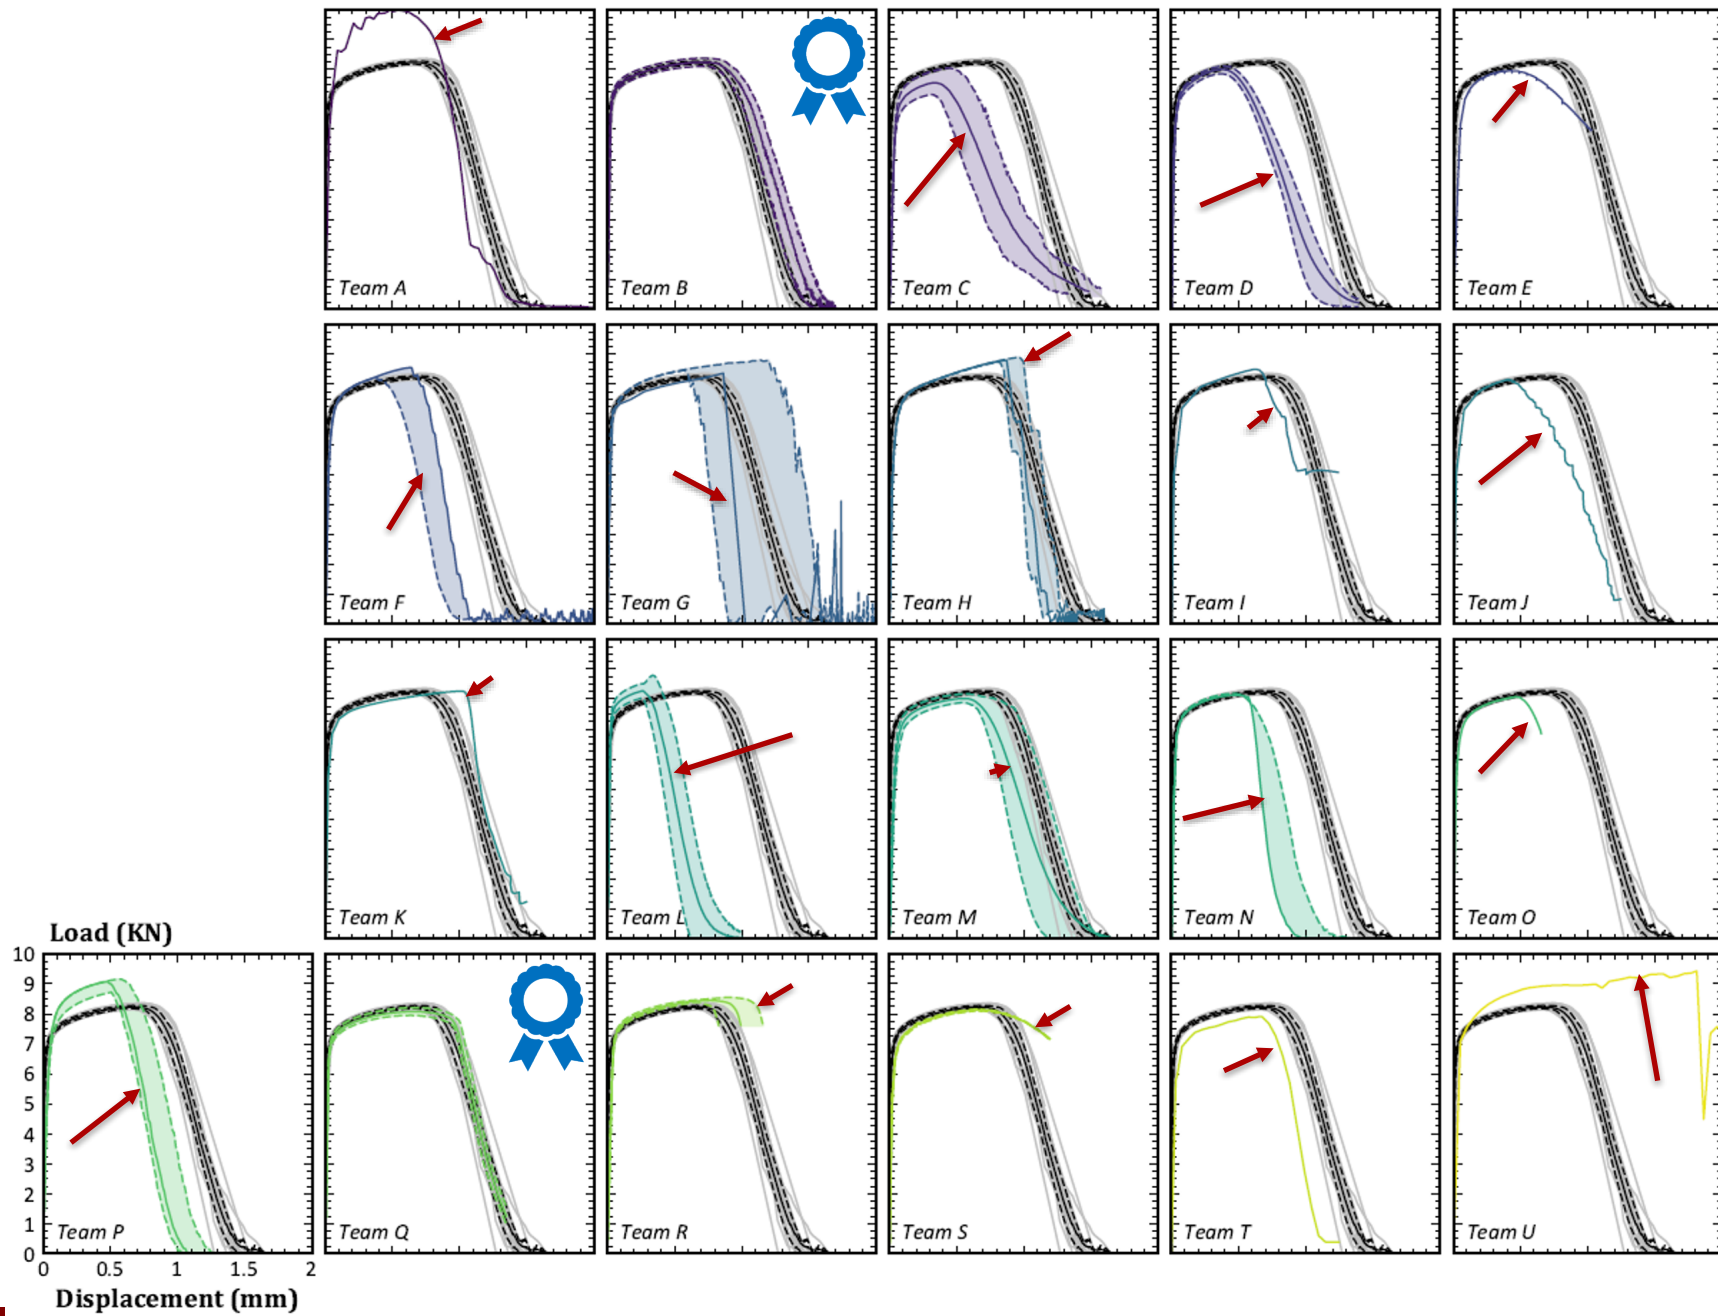 Team A
Team B
Team C
Team D
Team E
Team F
Team G
Team H
Team I
Team J
Team K
Team L
Team M
Team N
Team O
Load (KN)
10
9
8
7
6
5
4
3
2
1
0
Team P
Team Q
Team R
Team S
Team T
Team U
0 0.5 1 1.5 2
Displacement (mm)